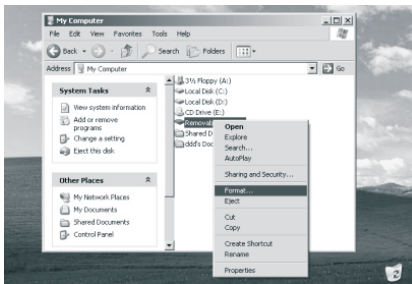 My Computer
File Edit View Favorites Tools Help
Back Search Folders
Address My Computer Go
System Tasks
View system information
Add or remove
programs
Change a setting
Eject this disk
Other Places
My Network Places
My Documents
Shared Documents
Control Panel
3½ Floppy (A:)
Local Disk (C:)
Local Disk (D:)
CD Drive (E:)
Shared D
ddd's Doc
Open
Explore
Search...
AutoPlay
Sharing and Security...
Format...
Eject
Cut
Copy
Create Shortcut
Rename
Properties